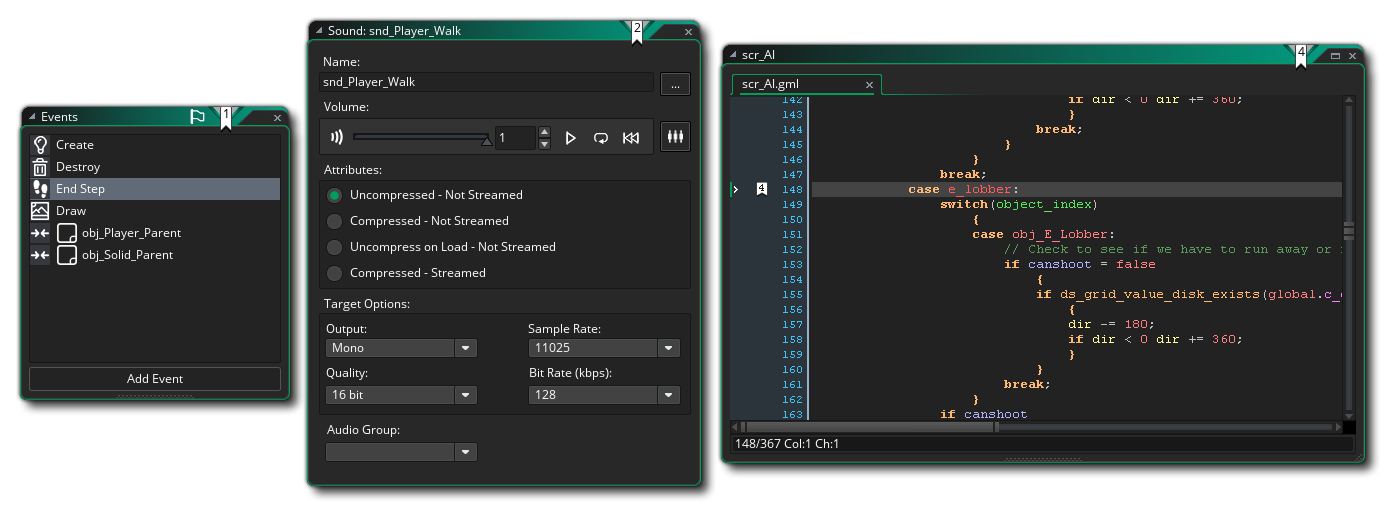 Events 1
Create
Destroy
End Step
Draw
obj_Player_Parent
obj_Solid_Parent
Add Event
Sound: snd_Player_Walk 2
Name:
snd_Player_Walk
...
Volume:
1
Attributes:
Uncompressed - Not Streamed
Compressed - Not Streamed
Uncompress on Load - Not Streamed
Compressed - Streamed
Target Options:
Output: Sample Rate:
Mono 11025
Quality: Bit Rate (kbps):
16 bit 128
Audio Group:
scr_AI 4
scr_AI.gml
142 if dir < 0 dir += 360;
143 }
144 break;
145 }
146 }
147 break;
4 148 case e_lobber:
149 switch(object_index)
150 {
151 case obj_E_Lobber:
152 // Check to see if we have to run away or
153 if canshoot = false
154 {
155 if ds_grid_value_disk_exists(global.c_
156 {
157 dir -= 180;
158 if dir < 0 dir += 360;
159 }
160 }
161 break;
162 }
163 if canshoot
148/367 Col:1 Ch:1